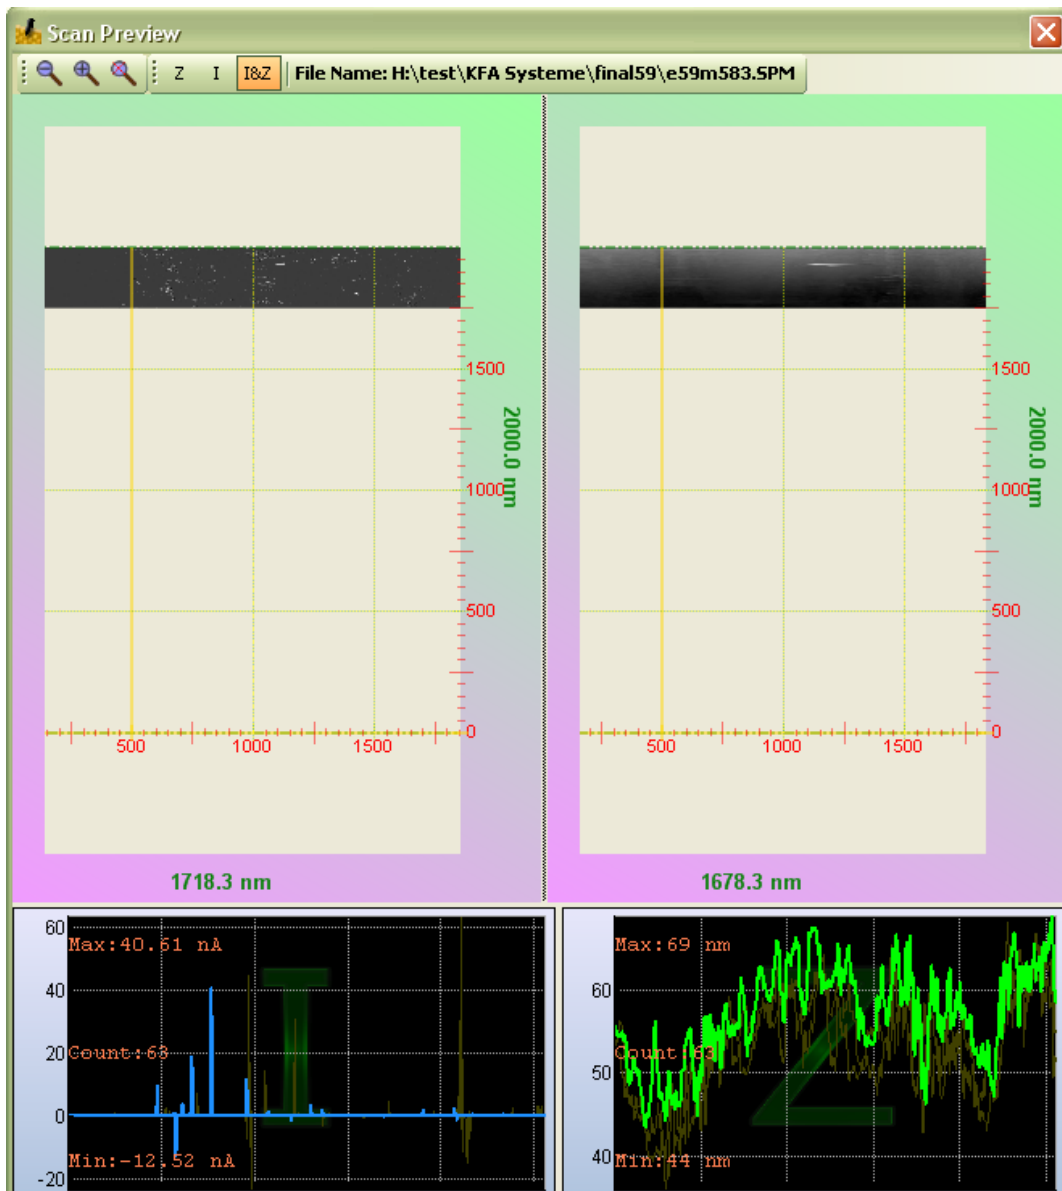 Scan Preview
Z I I&Z File Name: H:\test\KFA Systeme\final59\e59m583.SPM
1500 1500
2000.0 nm 2000.0 nm
1000 1000
500 500
0 0
500 1000 1500 500 1000 1500
1718.3 nm 1678.3 nm
60 Max:40.61 nA Max:69 nm
40 I 60 Z
20 Count:63 Count:63
50
0
Min:-12.52 nA 40 Min:44 nm
-20